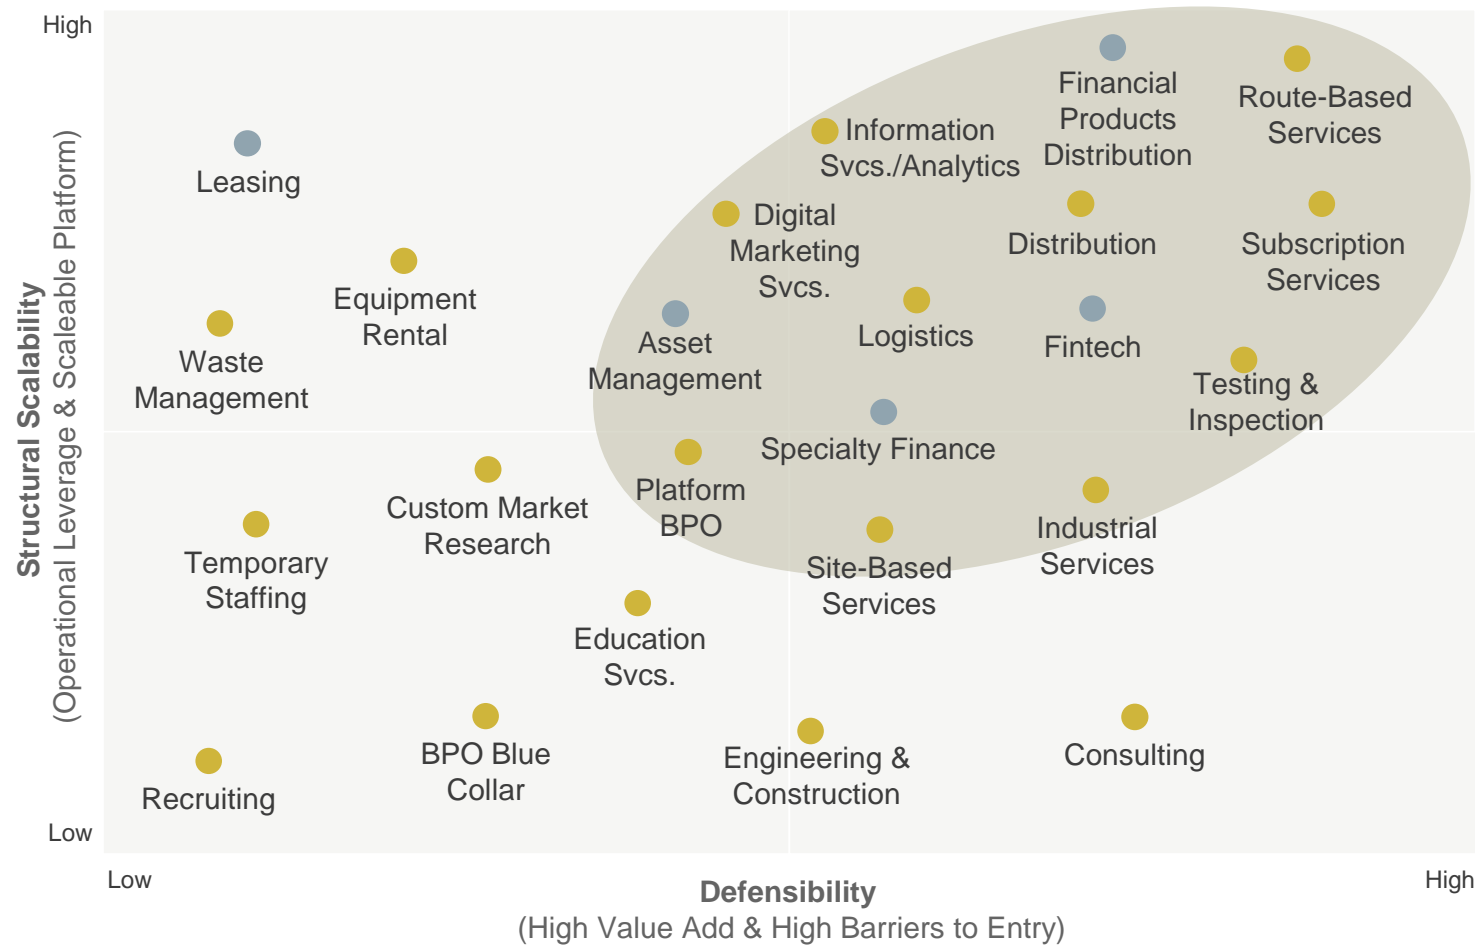 High
Financial
Products
Distribution
Route-Based
Services
Information
Svcs./Analytics
Leasing
Digital
Marketing
Svcs.
Distribution
Subscription
Services
Equipment
Rental
Waste
Management
Asset
Management
Logistics
Fintech
Testing &
Inspection
Specialty Finance
Platform
BPO
Custom Market
Research
Industrial
Services
Temporary
Staffing
Site-Based
Services
Education
Svcs.
BPO Blue
Collar
Engineering &
Construction
Consulting
Recruiting
Low
Structural Scalability
(Operational Leverage & Scaleable Platform)
Low
High
Defensibility
(High Value Add & High Barriers to Entry)